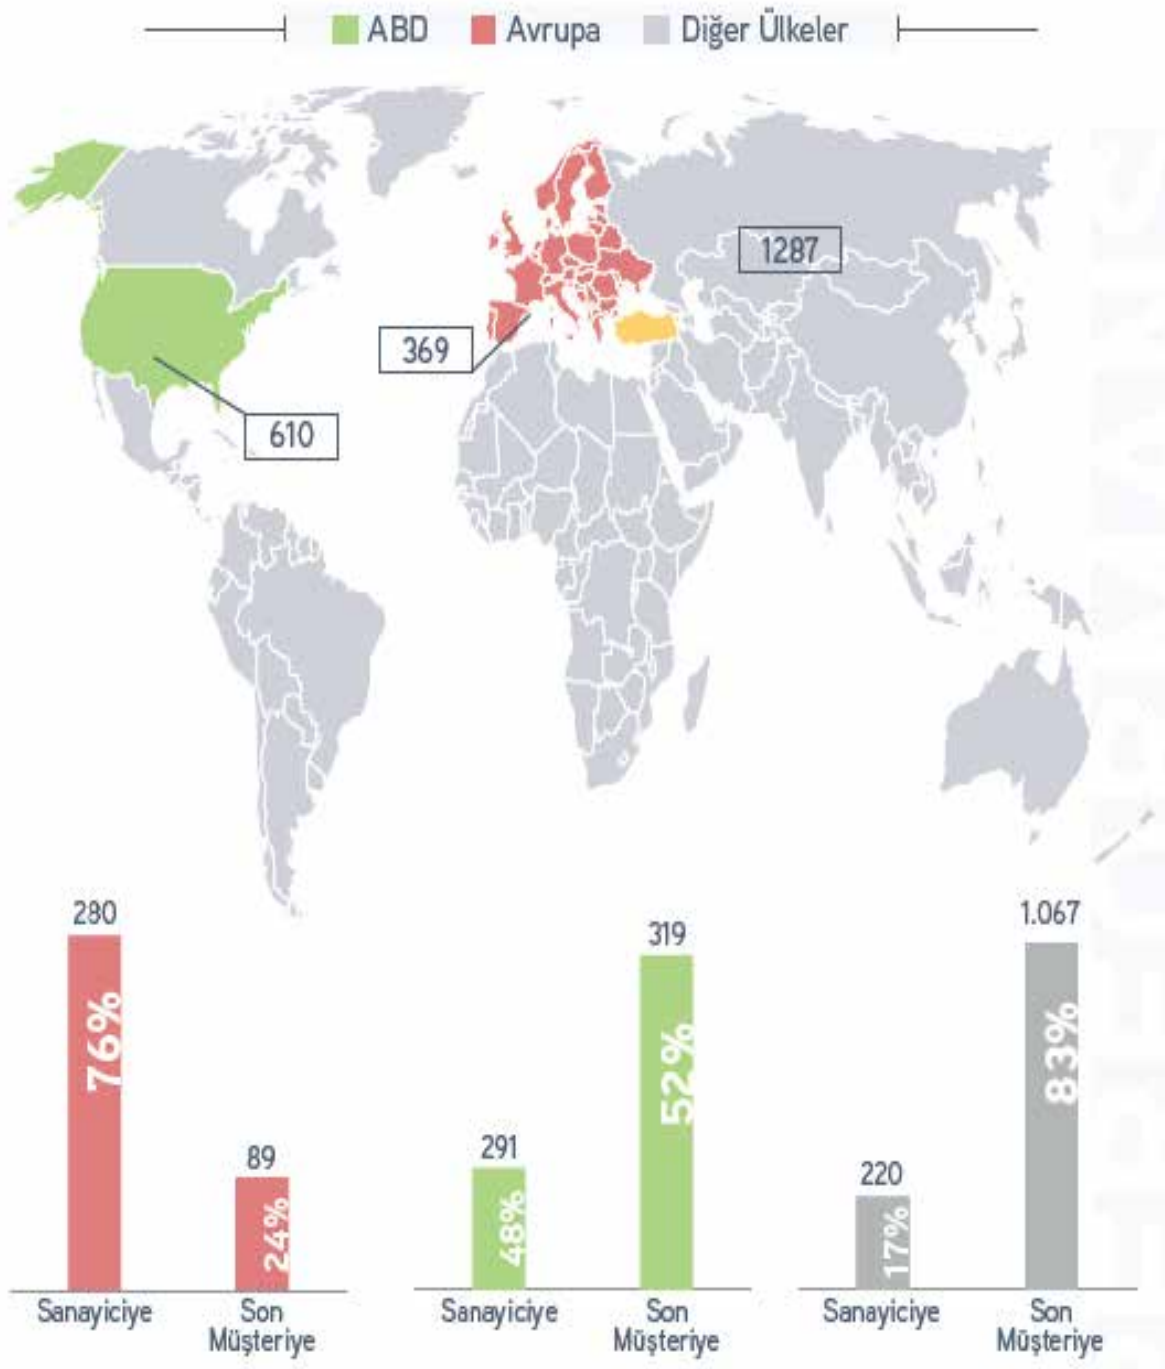 ABD Avrupa Diğer Ülkeler
1287
369
610
280
76%
89
24%
Sanayiciye Son
Müşteriye
319
52%
291
48%
Sanayiciye Son
Müşteriye
1.067
83%
220
17%
Sanayiciye Son
Müşteriye